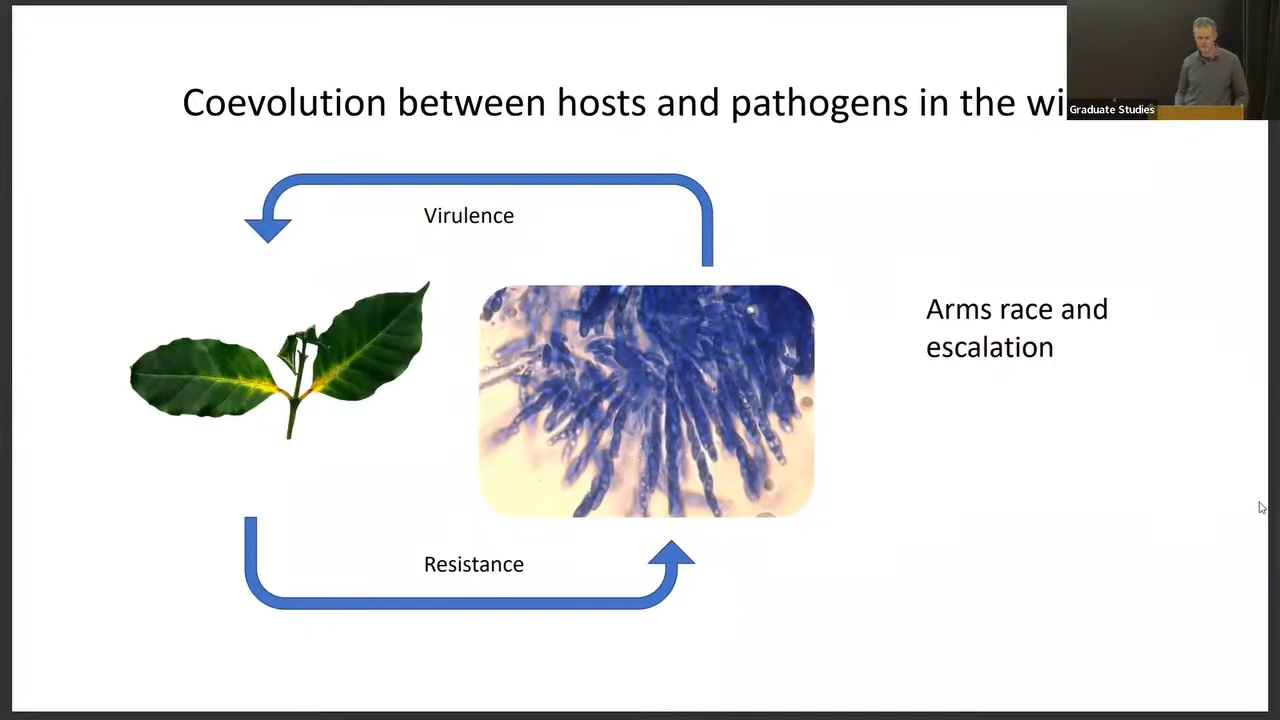 Coevolution between hosts and pathogens in the wi
Graduate Studies
Virulence
Arms race and
escalation
Resistance